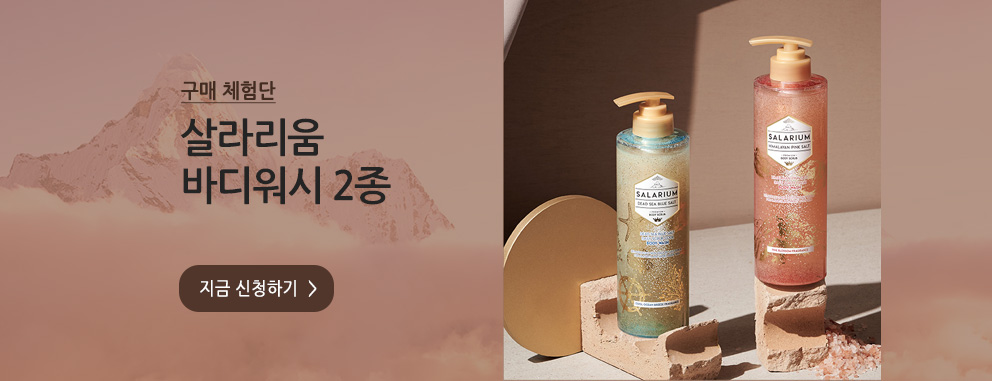 구매 체험단
살라리움
바디워시 2종
지금 신청하기 >
SALARIUM
DEAD SEA BLUE SALT
BODY SCRUB
SALARIUM
HIMALAYAN PINK SALT
BODY SCRUB